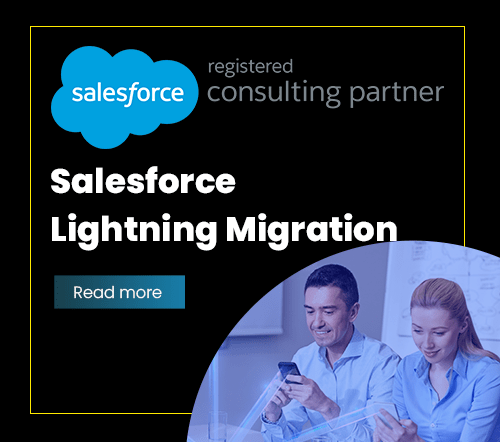 salesforce
registered
consulting partner
Salesforce
Lightning Migration
Read more